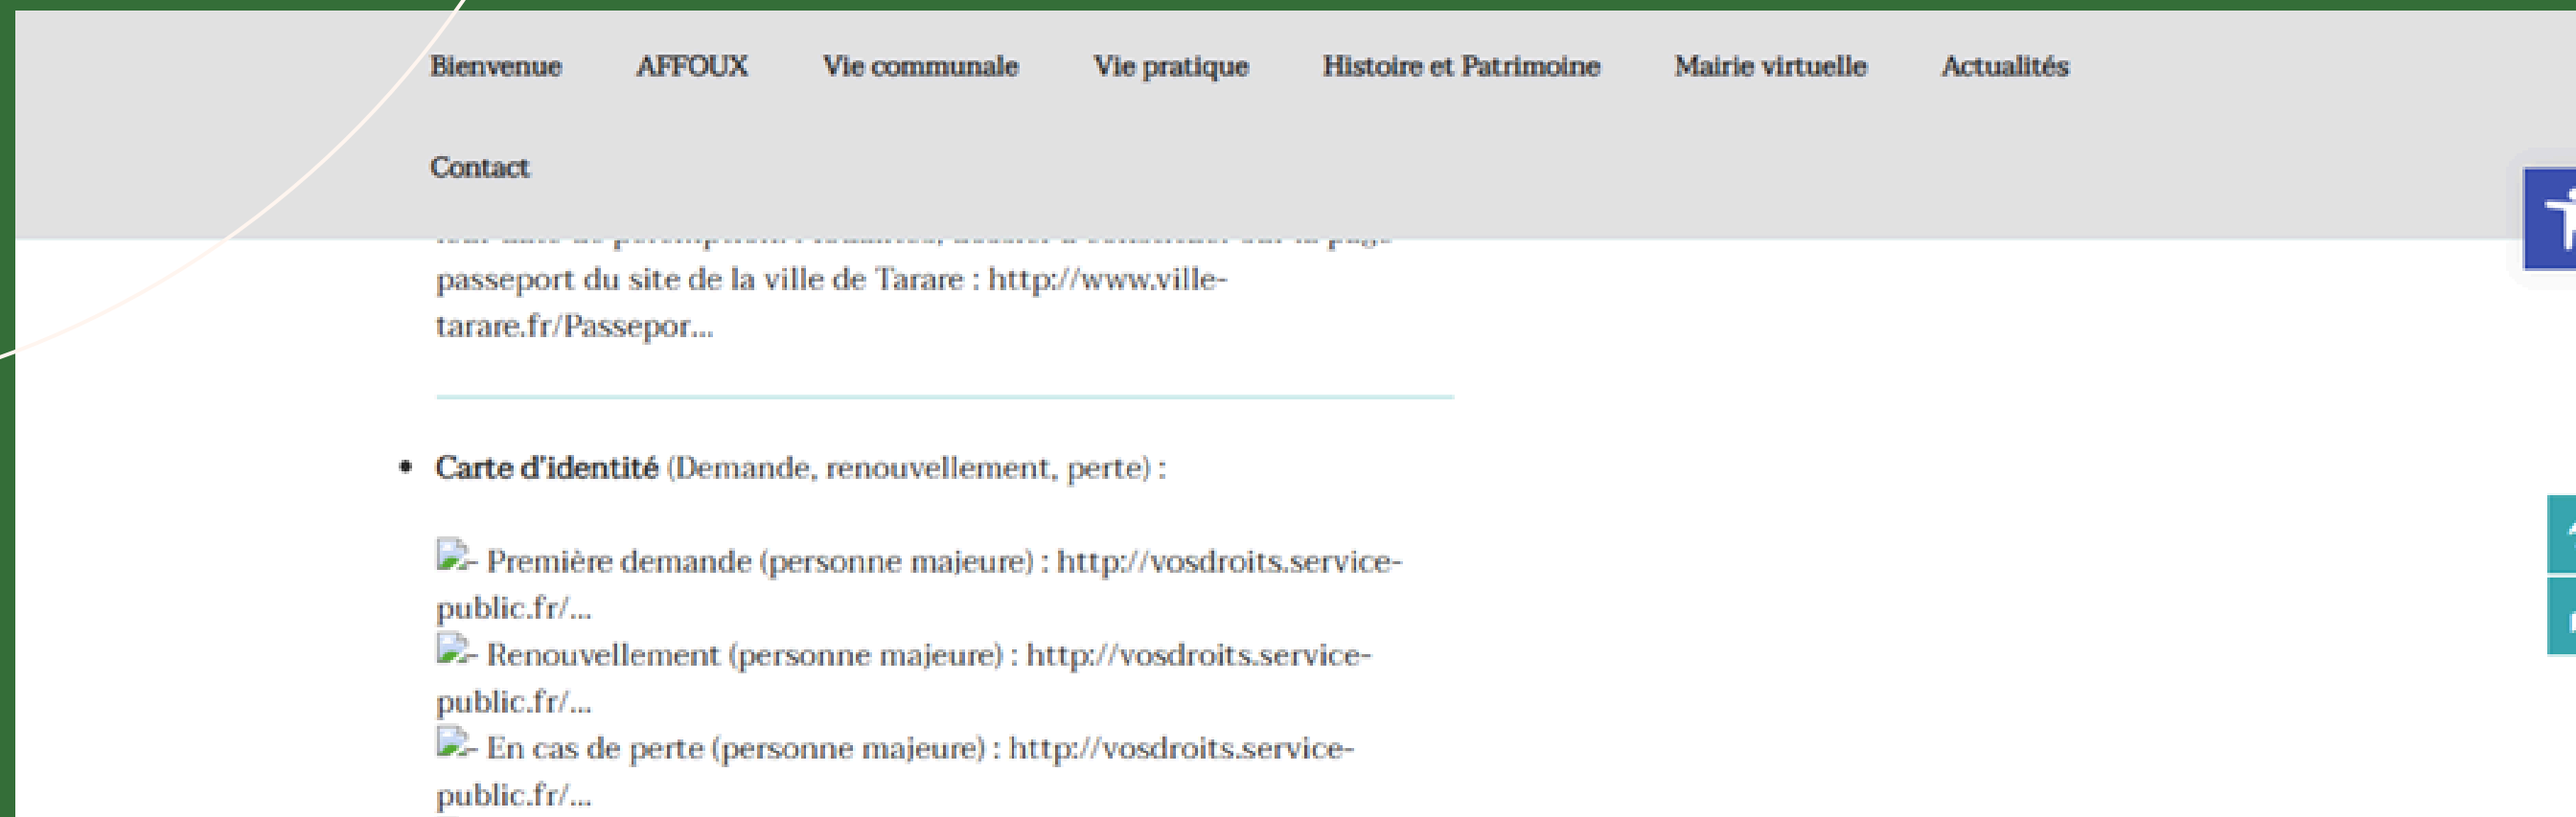 Bienvenue AFFOUX Vie communale Vie pratique Histoire et Patrimoine Mairie virtuelle Actualités
Contact
passeport du site de la ville de Tarare : http://www.ville-
tarare.fr/Passepor...
• Carte d'identité (Demande, renouvellement, perte) :
- Première demande (personne majeure) : http://vosdroits.service-
public.fr/...
- Renouvellement (personne majeure) : http://vosdroits.service-
public.fr/...
- En cas de perte (personne majeure) : http://vosdroits.service-
public.fr/...